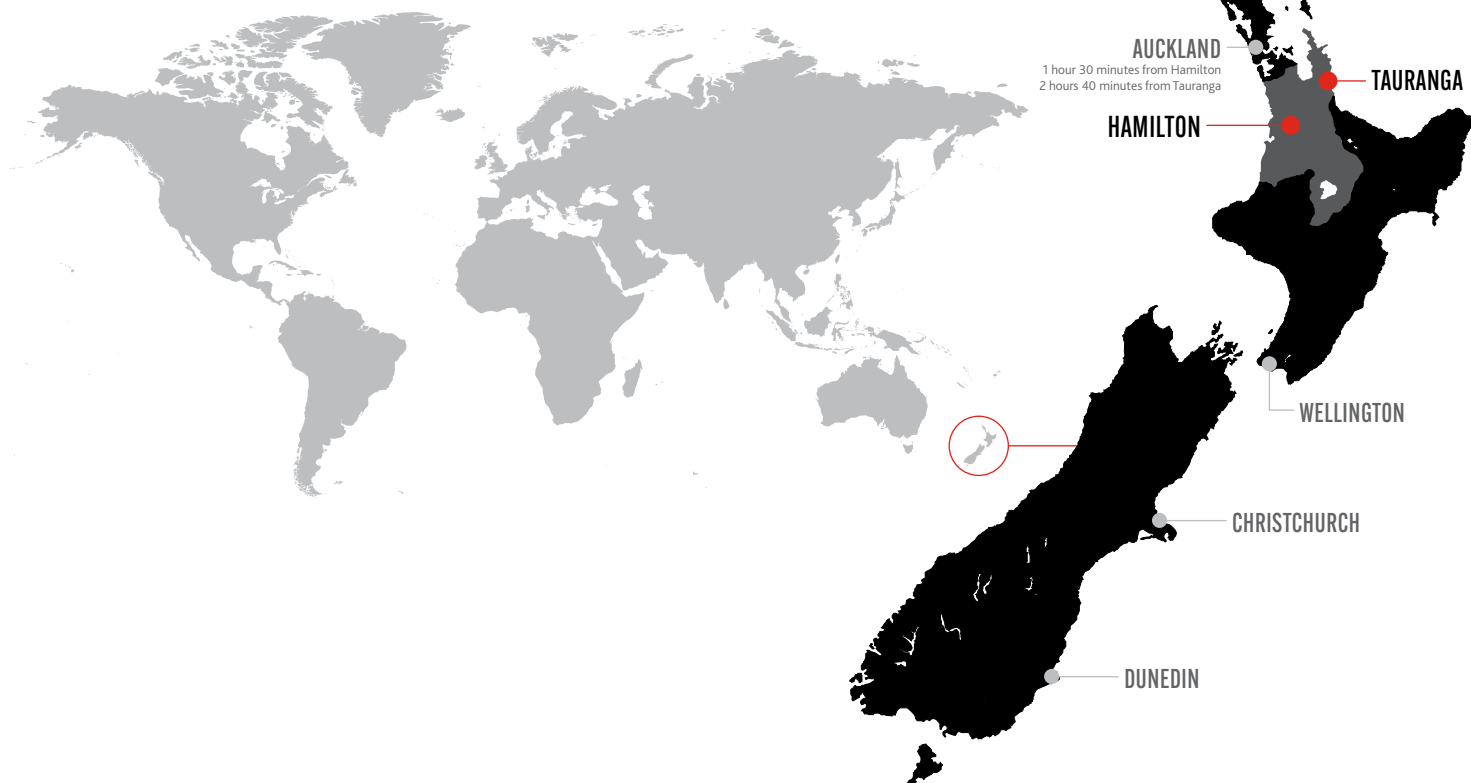 AUCKLAND
1 hour 30 minutes from Hamilton
2 hours 40 minutes from Tauranga
TAURANGA
HAMILTON
WELLINGTON
CHRISTCHURCH
DUNEDIN